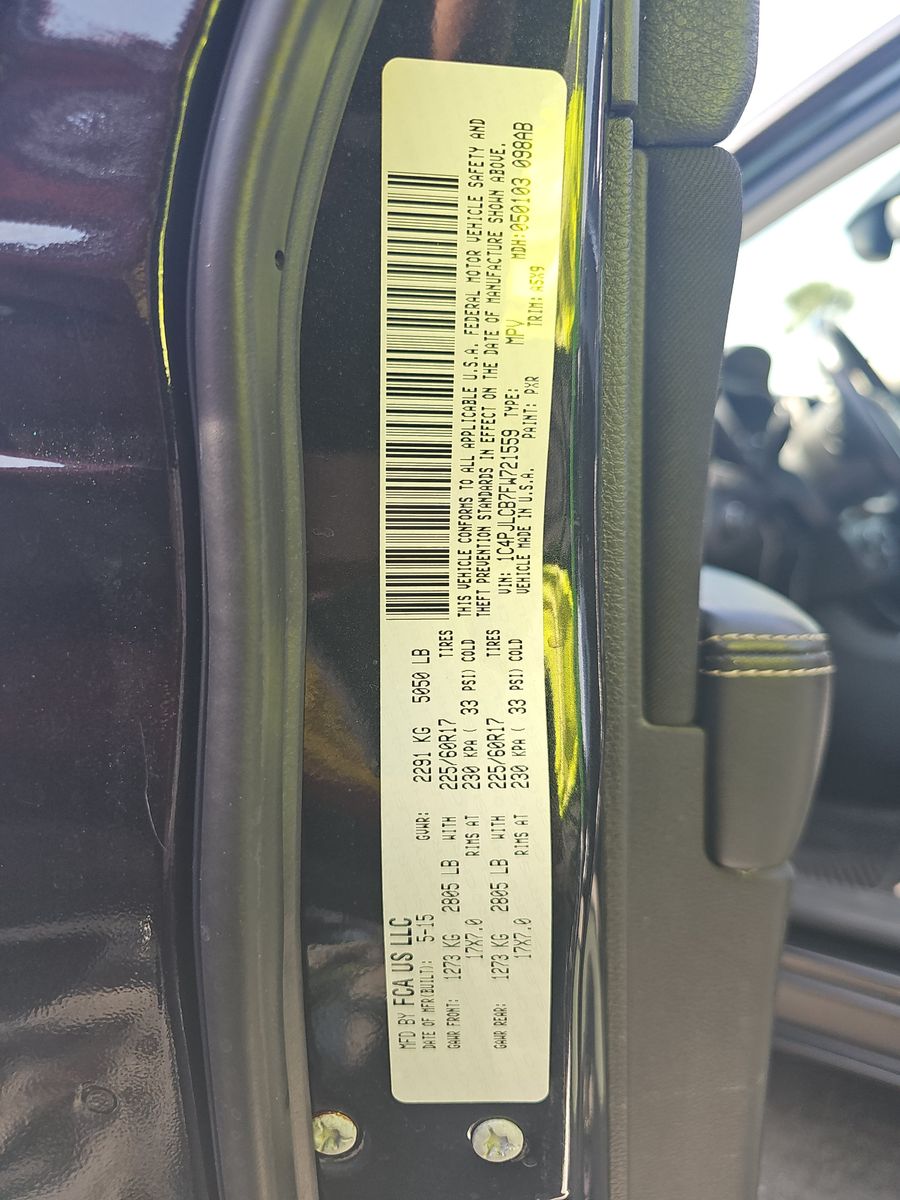 MFD BY FCA US LLC
DATE OF MFR(BUILT): 5-15 GVWR: 2291 KG 5050 LB
GAWR FRONT: 1273 KG 2805 LB WITH 225/60R17 TIRES
17X7.0 RIMS AT 230 KPA ( 33 PSI) COLD
GAWR REAR: 1273 KG 2805 LB WITH 225/60R17 TIRES
17X7.0 RIMS AT 230 KPA ( 33 PSI) COLD
THIS VEHICLE CONFORMS TO ALL APPLICABLE U.S.A. FEDERAL MOTOR VEHICLE SAFETY AND
THEFT PREVENTION STANDARDS IN EFFECT ON THE DATE OF MANUFACTURE SHOWN ABOVE.
VIN: 1C4PJLCB7FW721559 TYPE: MPV MDH:050103 098AB
VEHICLE MADE IN U.S.A. PAINT: PXR TRIM: A5X9